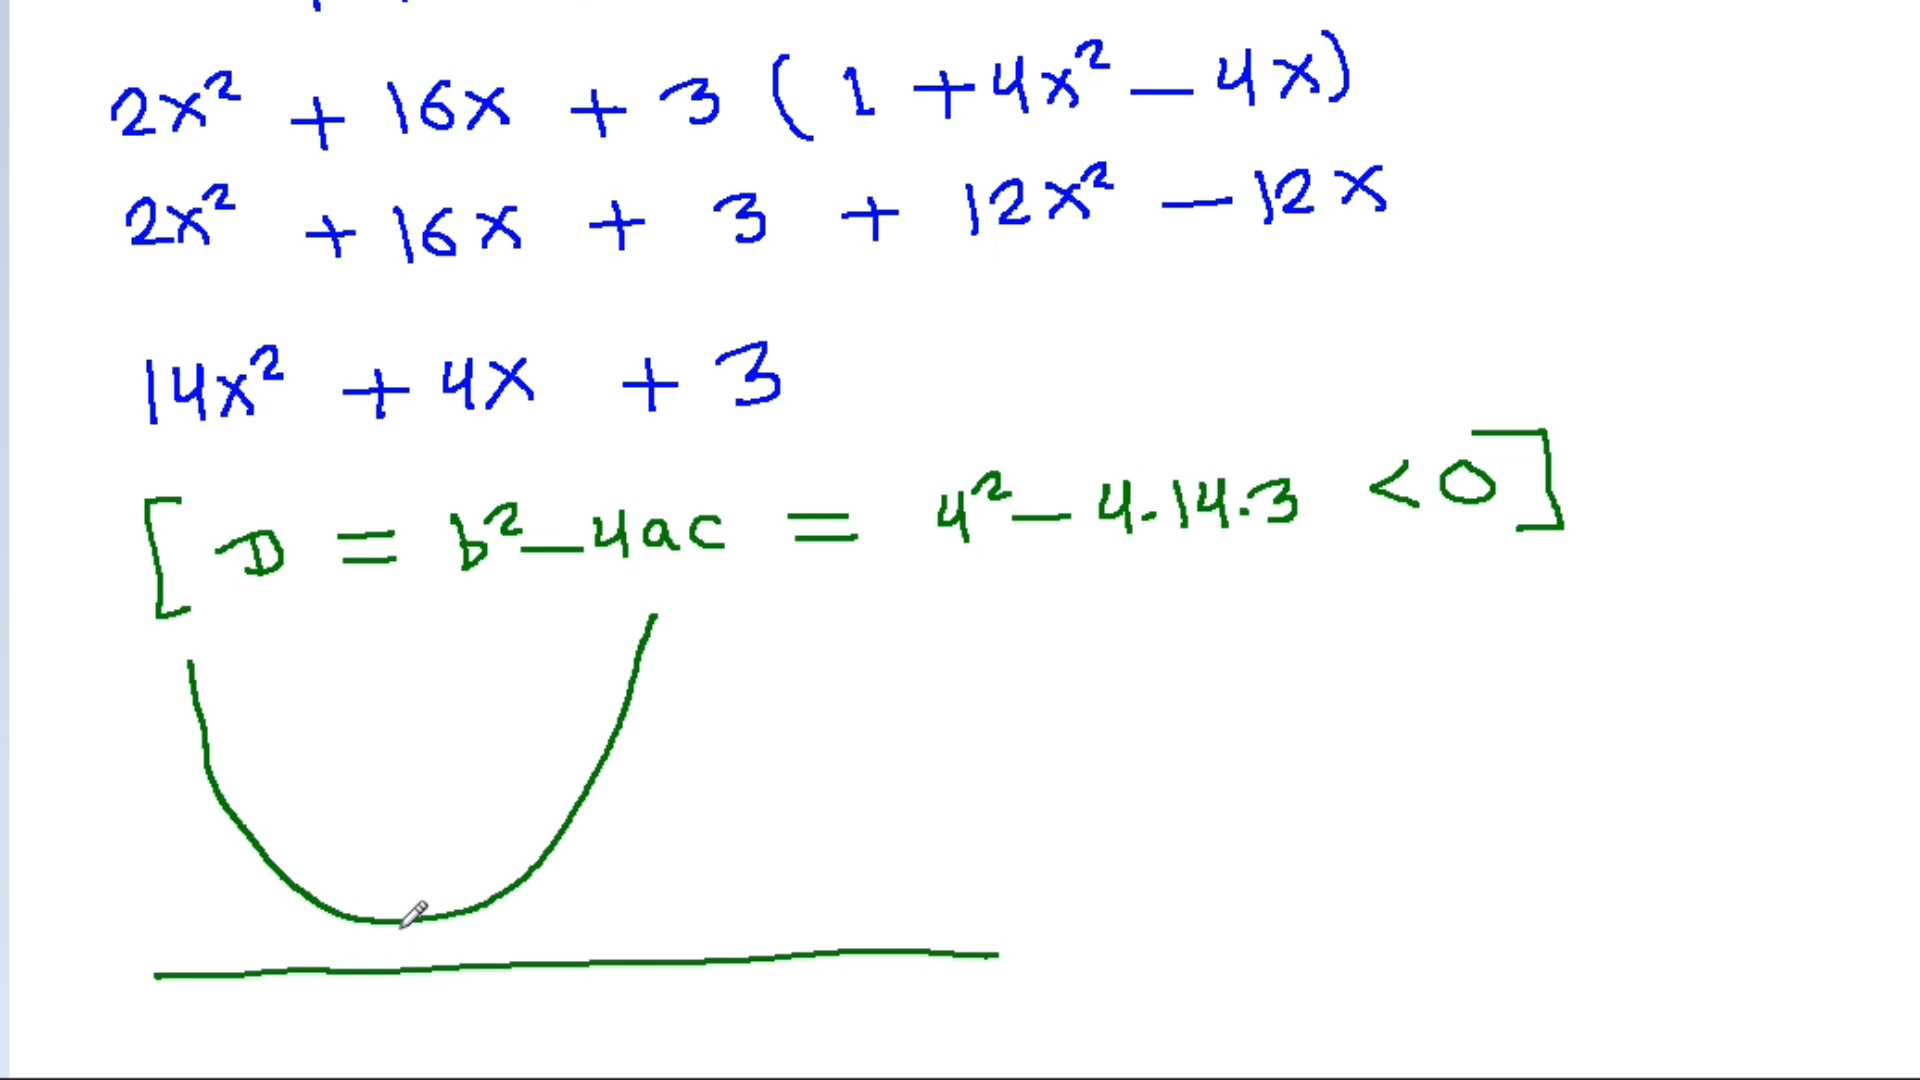 2x² + 16x + 3 (1 + 4x² - 4x)
2x² + 16x + 3 + 12x² - 12x
14x² + 4x + 3
[D = b² - 4ac = 4² - 4·14·3 < 0]